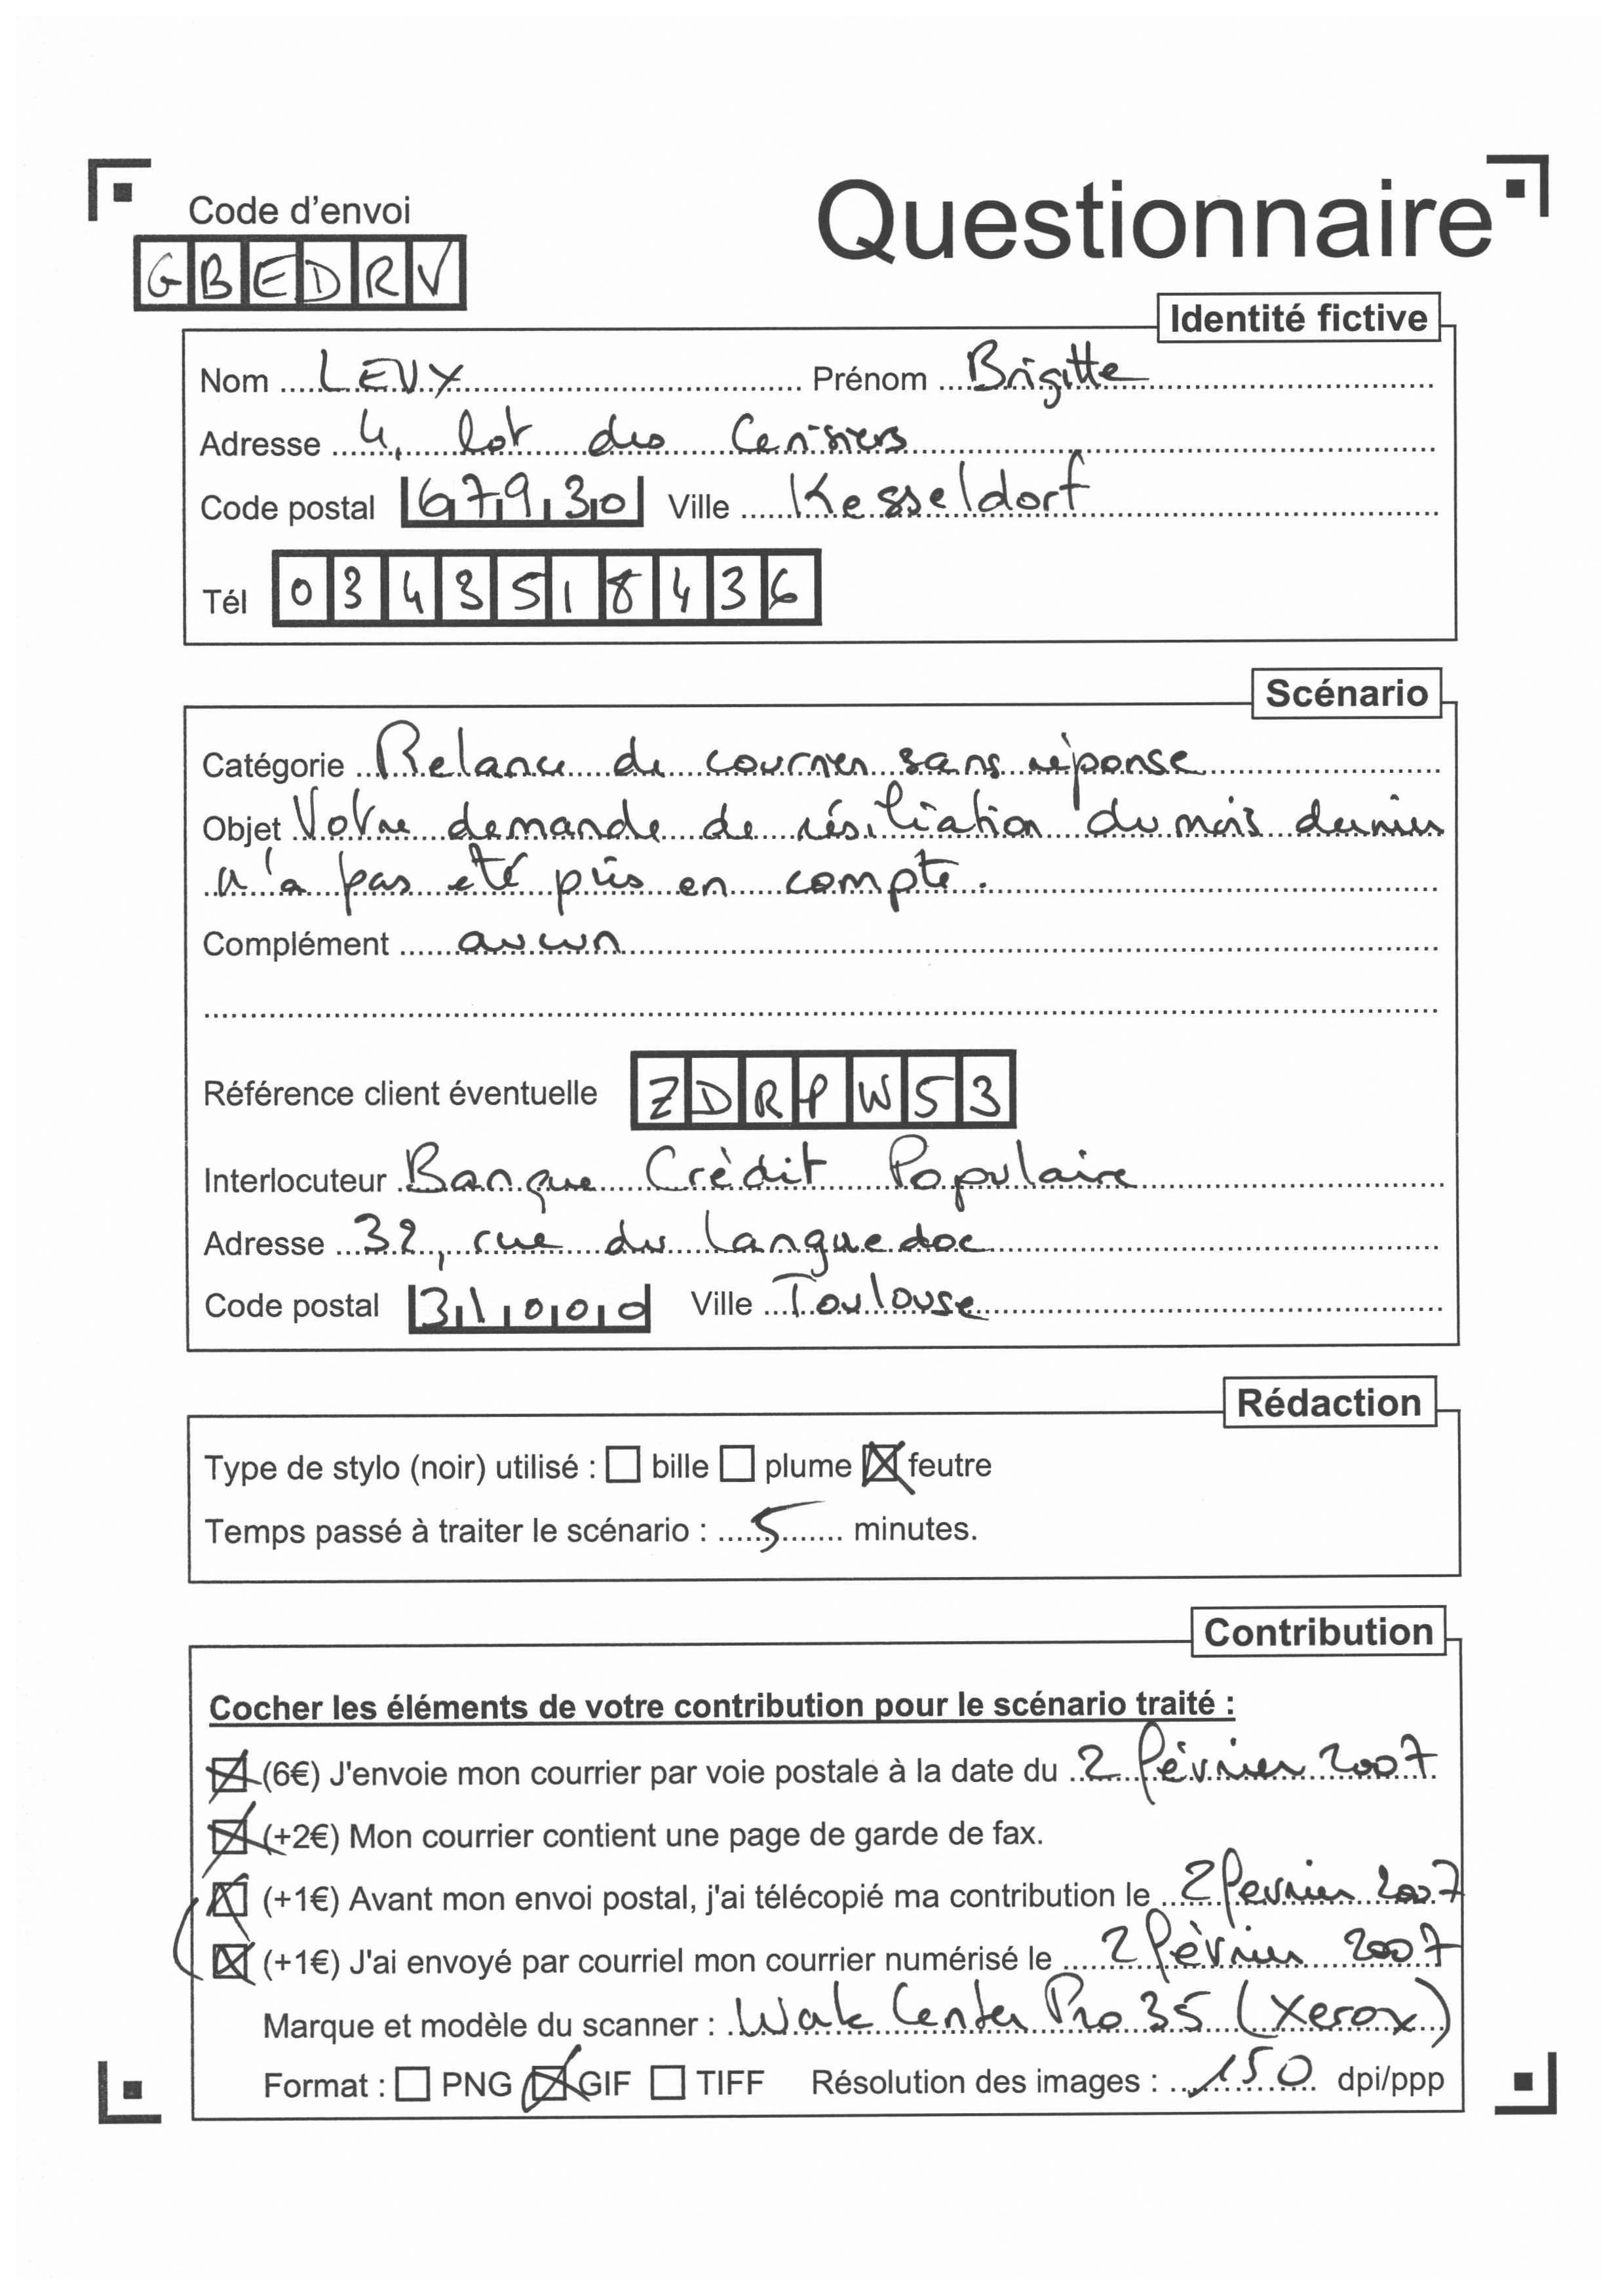 Code d'envoi
Questionnaire
GBEDRV
Identité fictive
Nom LEVY Prénom Brigitte
Adresse 4, lot des Cerisiers
Code postal 67930 Ville Kesseldorf
Tél 0343518436
Scénario
Catégorie Relance de courrier sans réponse
Objet Votre demande de résiliation du mois dernier
n'a pas été pris en compte.
Complément aucun
Référence client éventuelle ZDRPW53
Interlocuteur Banque Crèdit Populaire
Adresse 32, rue du Languedoc
Code postal 31000 Ville Toulouse
Rédaction
Type de stylo (noir) utilisé : bille plume feutre
Temps passé à traiter le scénario : 5 minutes.
Contribution
Cocher les éléments de votre contribution pour le scénario traité :
(6€) J'envoie mon courrier par voie postale à la date du 2 février 2007
(+2€) Mon courrier contient une page de garde de fax.
(+1€) Avant mon envoi postal, j'ai télécopié ma contribution le 2 fevrier 2007
(+1€) J'ai envoyé par courriel mon courrier numérisé le 2 fèvrier 2007
Marque et modèle du scanner : Center Pro 35 (Xerox)
Format : PNG GIF TIFF Résolution des images : 150 dpi/ppp